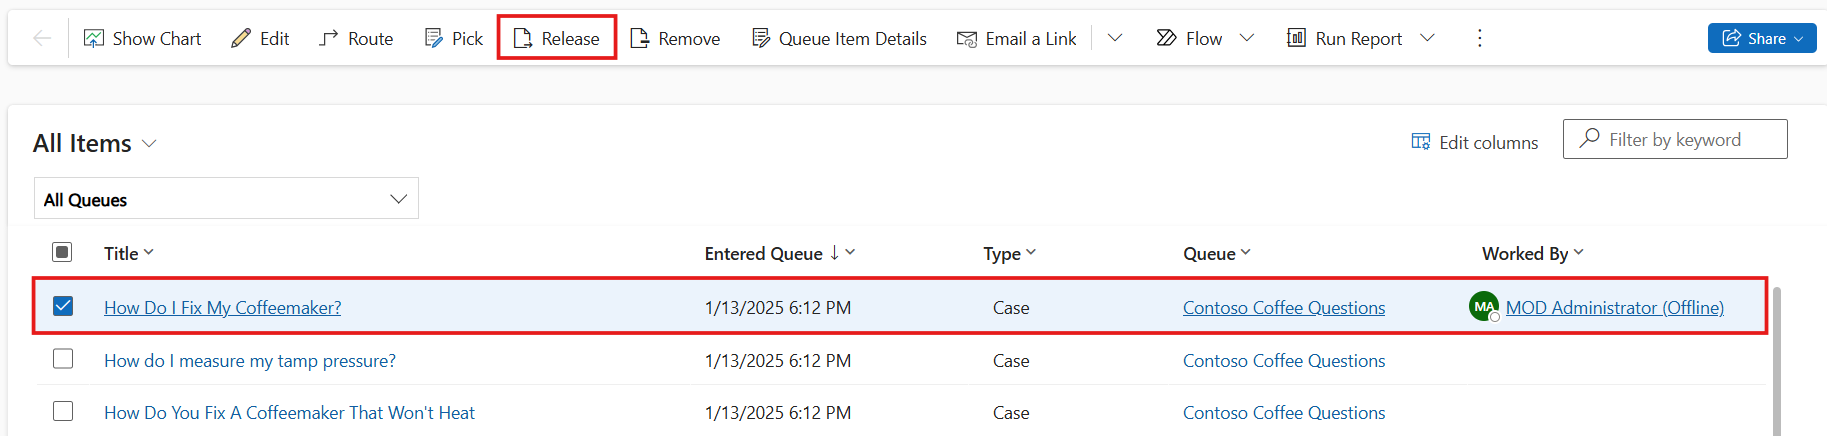 Show Chart Edit Route Pick Release Remove Queue Item Details Email a Link Flow Run Report Share
All Items
Edit columns Filter by keyword
All Queues
Title Entered Queue Type Queue Worked By
How Do I Fix My Coffeemaker? 1/13/2025 6:12 PM Case Contoso Coffee Questions MA MOD Administrator (Offline)
How do I measure my tamp pressure? 1/13/2025 6:12 PM Case Contoso Coffee Questions
How Do You Fix A Coffeemaker That Won't Heat 1/13/2025 6:12 PM Case Contoso Coffee Questions